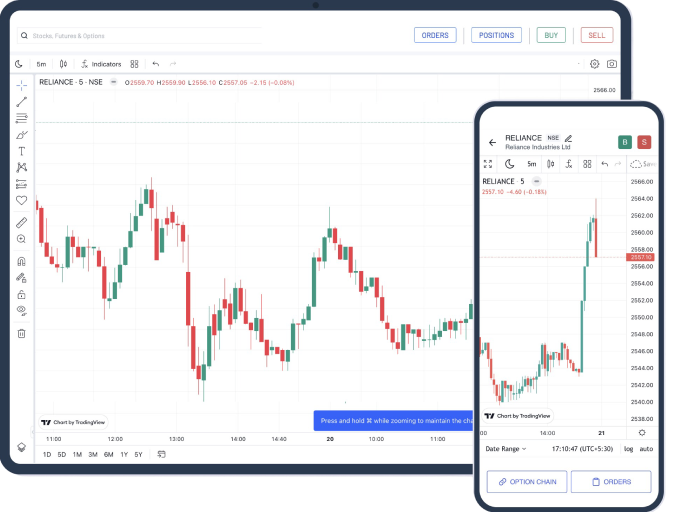 Stocks, Futures & Options
ORDERS
POSITIONS
BUY
SELL
5m
Indicators
RELIANCE · 5 · NSE
O2559.70 H2559.90 L2556.10 C2557.05 −2.15 (−0.08%)
2566.00
Chart by TradingView
Press and hold ⌘ while zooming to maintain the cha
11:00 12:00 13:00 14:00 14:40 20 10:00 11:00
1D 5D 1M 3M 6M 1Y 5Y
RELIANCE NSE
Reliance Industries Ltd
B
S
5m
Save
RELIANCE · 5
2557.10 −4.60 (−0.18%)
2566.00
2564.00
2562.00
2560.00
2558.00
2557.10
2556.00
2554.00
2552.00
2550.00
2548.00
2546.00
2544.00
2542.00
2540.00
2538.00
Chart by TradingView
:00 14:00 21
Date Range 17:10:47 (UTC+5:30) log auto
OPTION CHAIN
ORDERS